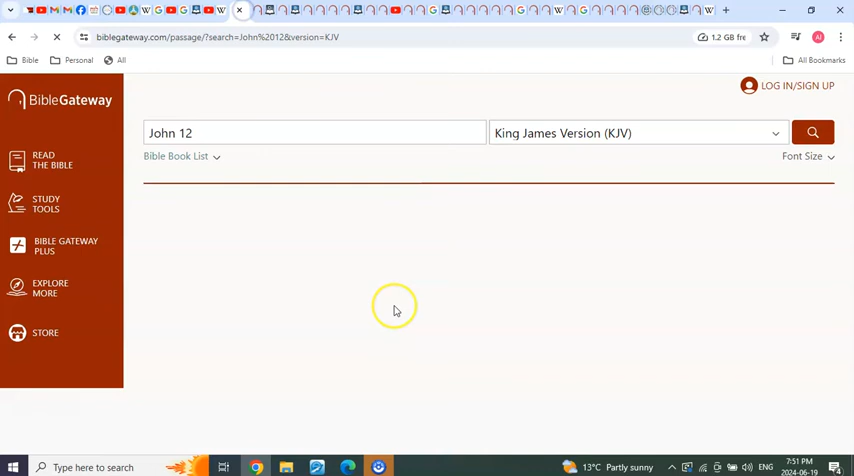 biblegateway.com/passage/?search=John%2012&version=KJV
1.2 GB fre
AI
Bible
Personal
All
All Bookmarks
BibleGateway
LOG IN/SIGN UP
John 12
King James Version (KJV)
Bible Book List
Font Size
READ
THE BIBLE
STUDY
TOOLS
BIBLE GATEWAY
PLUS
EXPLORE
MORE
STORE
Type here to search
13°C Partly sunny
ENG
7:51 PM
2024-06-19
4